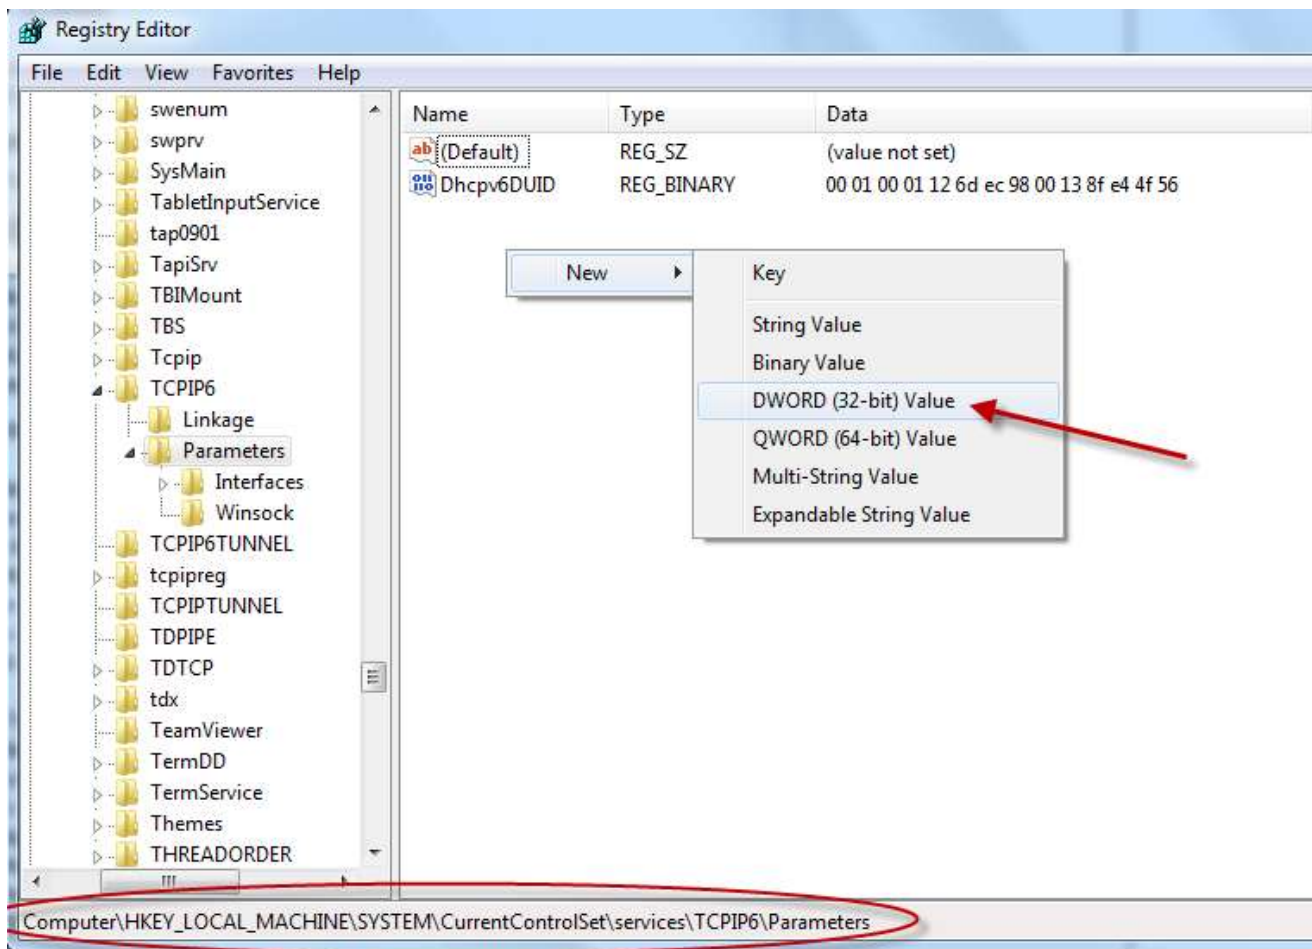 Registry Editor
File Edit View Favorites Help
swenum
swprv
SysMain
TabletInputService
tap0901
TapiSrv
TBIMount
TBS
Tcpip
TCPIP6
Linkage
Parameters
Interfaces
Winsock
TCPIP6TUNNEL
tcpipreg
TCPIPTUNNEL
TDPIPE
TDTCP
tdx
TeamViewer
TermDD
TermService
Themes
THREADORDER
Name Type Data
ab (Default) REG_SZ (value not set)
Dhcpv6DUID REG_BINARY 00 01 00 01 12 6d ec 98 00 13 8f e4 4f 56
New
Key
String Value
Binary Value
DWORD (32-bit) Value
QWORD (64-bit) Value
Multi-String Value
Expandable String Value
Computer\HKEY_LOCAL_MACHINE\SYSTEM\CurrentControlSet\services\TCPIP6\Parameters